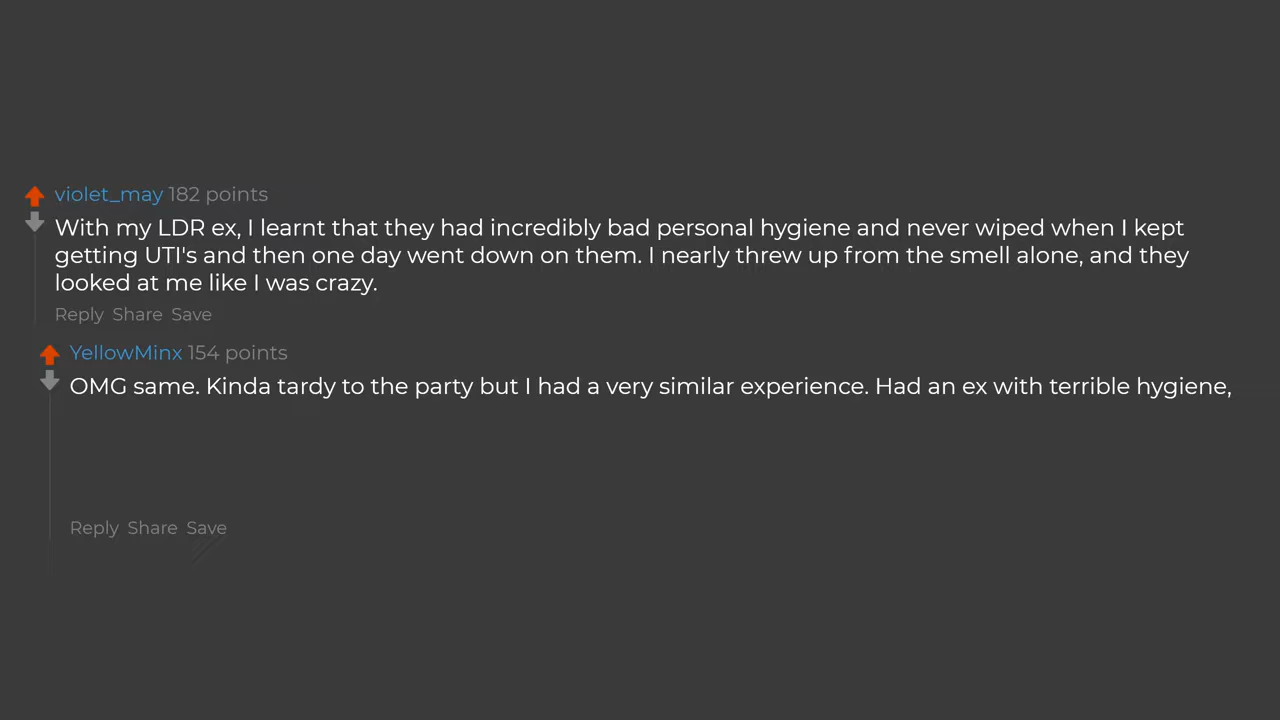 violet_may 182 points
With my LDR ex, I learnt that they had incredibly bad personal hygiene and never wiped when I kept
getting UTI's and then one day went down on them. I nearly threw up from the smell alone, and they
looked at me like I was crazy.
Reply Share Save
YellowMinx 154 points
OMG same. Kinda tardy to the party but I had a very similar experience. Had an ex with terrible hygiene,
Reply Share Save